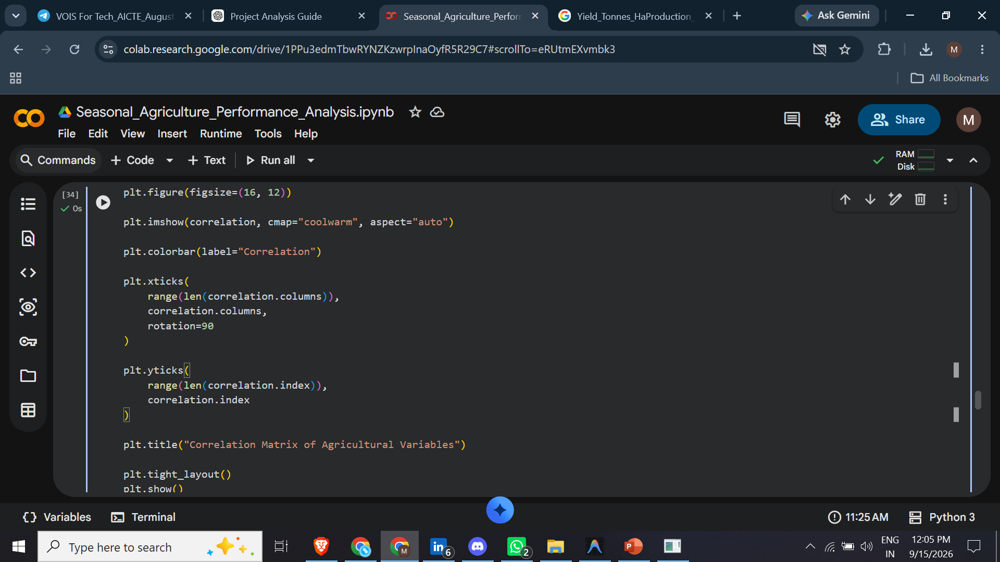 VOIS For Tech_AICTE_August
Project Analysis Guide
Seasonal_Agriculture_Perfor
Yield_Tonnes_HaProduction_
Ask Gemini
colab.research.google.com/drive/1PPu3edmTbwRYNZKzwrpInaOyfR5R29C7#scrollTo=eRUtmEXvmbk3
M
All Bookmarks
Seasonal_Agriculture_Performance_Analysis.ipynb
Share
M
File Edit View Insert Runtime Tools Help
Commands + Code + Text Run all
RAM
Disk
[34]
0s
plt.figure(figsize=(16, 12))
plt.imshow(correlation, cmap="coolwarm", aspect="auto")
plt.colorbar(label="Correlation")
plt.xticks(
range(len(correlation.columns)),
correlation.columns,
rotation=90
)
plt.yticks(
range(len(correlation.index)),
correlation.index
)
plt.title("Correlation Matrix of Agricultural Variables")
plt.tight_layout()
plt.show()
Variables
Terminal
11:25 AM
Python 3
Type here to search
M
in
6
2
P
ENG
IN
12:05 PM
9/15/2026